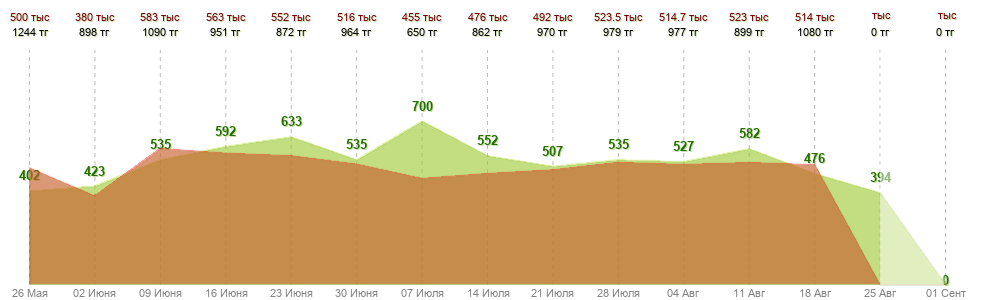 500 тыс 380 тыс 583 тыс 563 тыс 552 тыс 516 тыс 455 тыс 476 тыс 492 тыс 523.5 тыс 514.7 тыс 523 тыс 514 тыс тыс тыс
1244 тг 898 тг 1090 тг 951 тг 872 тг 964 тг 650 тг 862 тг 970 тг 979 тг 977 тг 899 тг 1080 тг 0 тг 0 тг
402 423 535 592 633 535 700 552 507 535 527 582 476 394 0
26 Мая 02 Июня 09 Июня 16 Июня 23 Июня 30 Июня 07 Июля 14 Июля 21 Июля 28 Июля 04 Авг 11 Авг 18 Авг 25 Авг 01 Сент